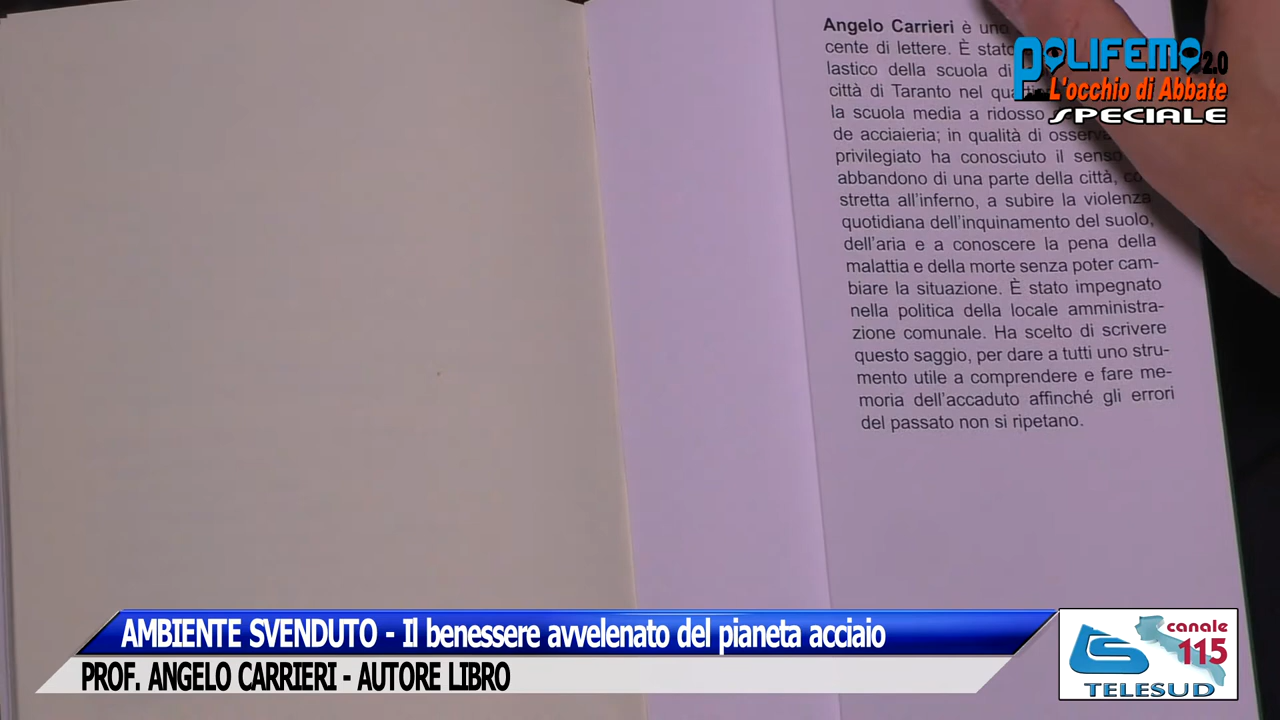 Angelo Carrieri è uno
cente di lettere. È stato
lastico della scuola di
città di Taranto nel
la scuola media a ridosso
de acciaieria; in qualità di
privilegiato ha conosciuto il senso
abbandono di una parte della città,
stretta all'inferno, a subire la violenza
quotidiana dell'inquinamento del suolo,
dell'aria e a conoscere la pena della
malattia e della morte senza poter cam-
biare la situazione. È stato impegnato
nella politica della locale amministra-
zione comunale. Ha scelto di scrivere
questo saggio, per dare a tutti uno stru-
mento utile a comprendere e fare me-
moria dell'accaduto affinché gli errori
del passato non si ripetano.
POLIFEMO 2.0
L'occhio di Abbate
SPECIALE
AMBIENTE SVENDUTO - Il benessere avvelenato del pianeta acciaio
PROF. ANGELO CARRIERI - AUTORE LIBRO
canale
115
TELESUD